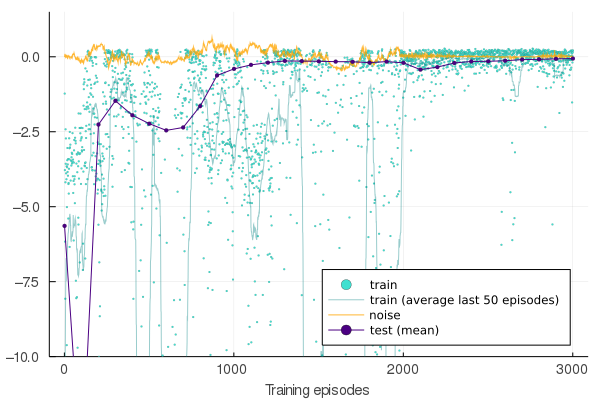 0.0
−2.5
−5.0
−7.5
−10.0
train
train (average last 50 episodes)
noise
test (mean)
0 1000 2000 3000
Training episodes